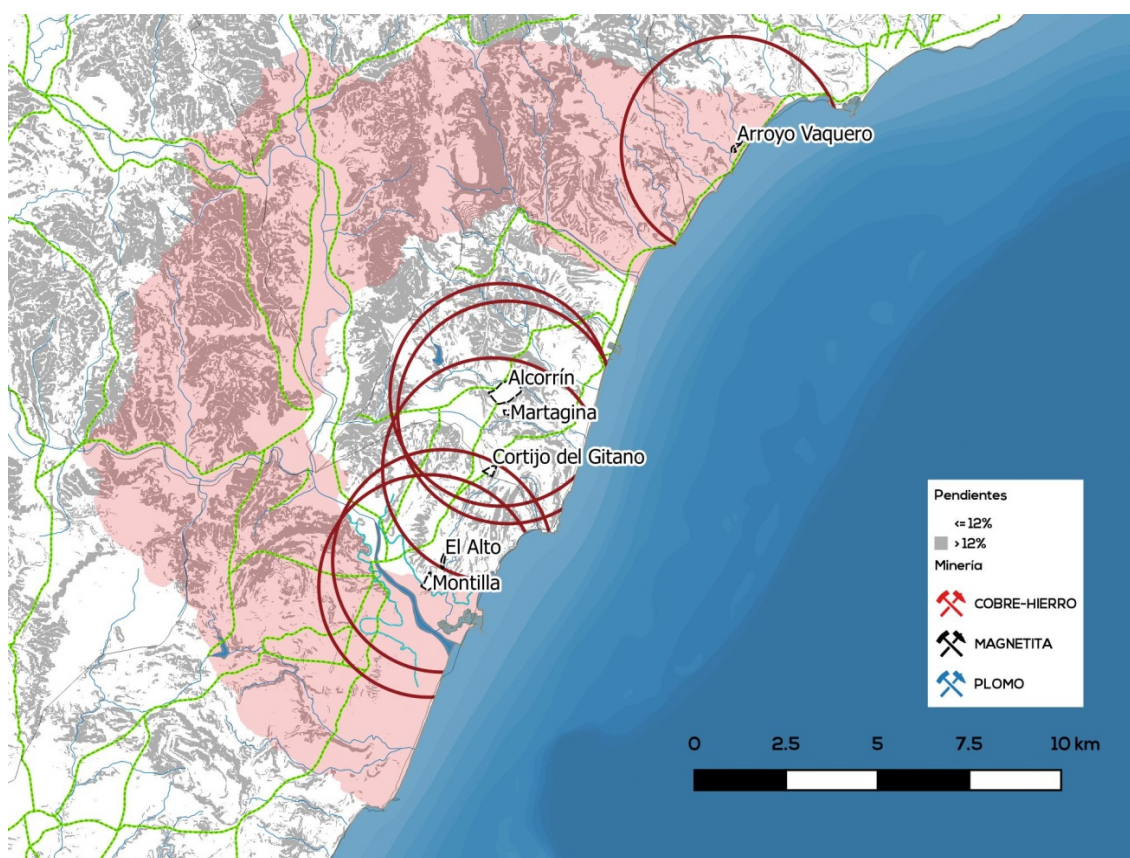 Arroyo Vaquero
Alcorrín
Martagina
Cortijo del Gitano
El Alto
Montilla
Pendientes
<= 12%
> 12%
Minería
COBRE-HIERRO
MAGNETITA
PLOMO
0 2.5 5 7.5 10 km